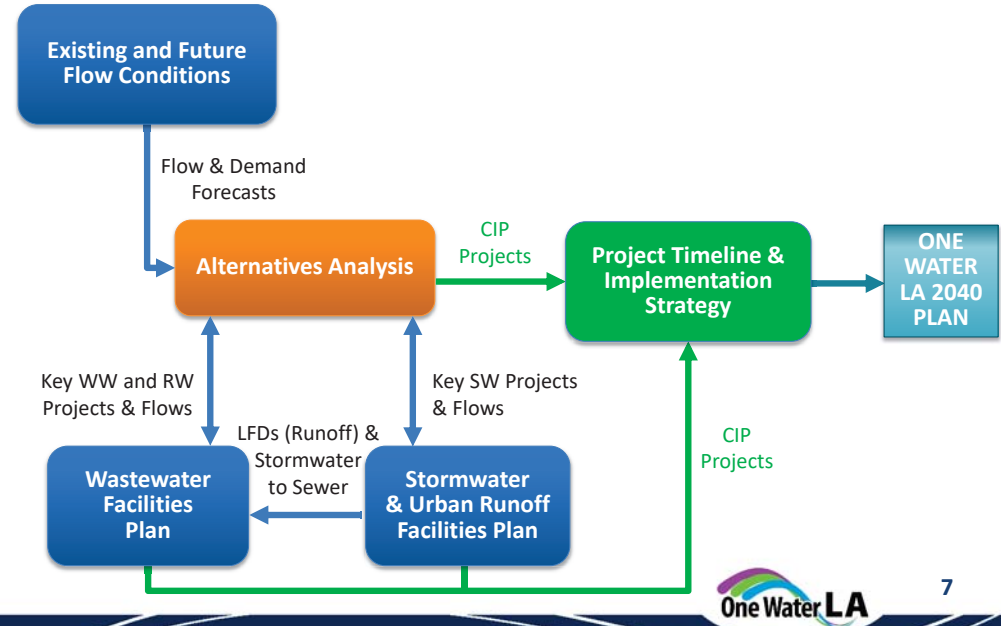 Existing and Future
Flow Conditions
Flow & Demand
Forecasts
Alternatives Analysis
CIP
Projects
Project Timeline &
Implementation
Strategy
ONE
WATER
LA 2040
PLAN
Key WW and RW
Projects & Flows
Key SW Projects
& Flows
LFDs (Runoff) &
Stormwater
to Sewer
CIP
Projects
Wastewater
Facilities
Plan
Stormwater
& Urban Runoff
Facilities Plan
One Water LA
7